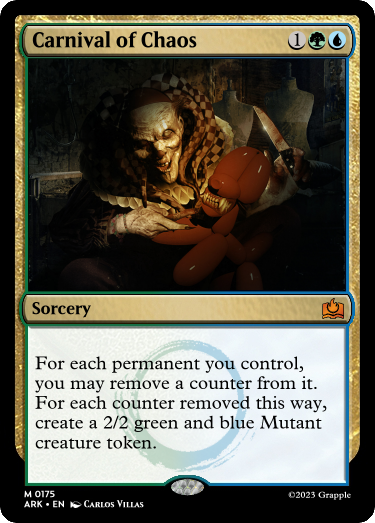 Carnival of Chaos 1
Sorcery
For each permanent you control,
you may remove a counter from it.
For each counter removed this way,
create a 2/2 green and blue Mutant
creature token.
M 0175
ARK • EN Carlos Villas
©2023 Grapple